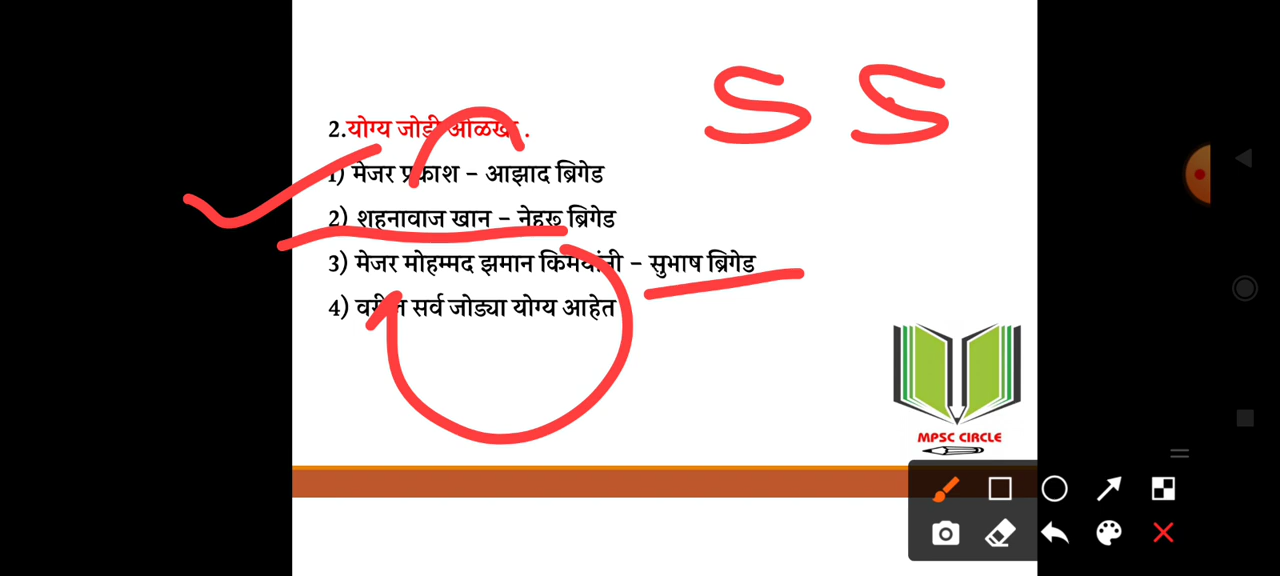 S S
2.योग्य जोडी ओळखा .
1) मेजर प्रकाश – आझाद ब्रिगेड
2) शहनावाज खान – नेहरू ब्रिगेड
3) मेजर मोहम्मद झमान कियांनी – सुभाष ब्रिगेड
4) वरील सर्व जोड्या योग्य आहेत
MPSC CIRCLE